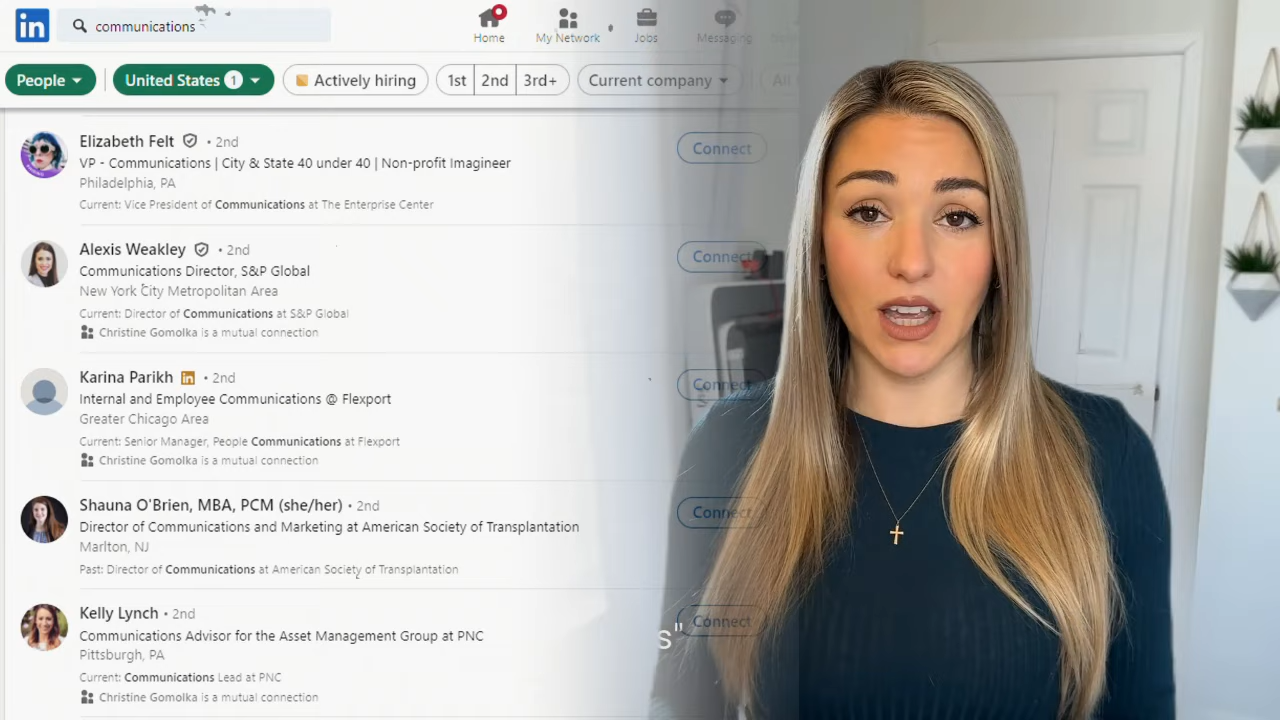 in
communications
Home
My Network
Jobs
Messaging
People
United States 1
Actively hiring
1st
2nd
3rd+
Current company
All
Elizabeth Felt • 2nd
Connect
VP - Communications | City & State 40 under 40 | Non-profit Imagineer
Philadelphia, PA
Current: Vice President of Communications at The Enterprise Center
Alexis Weakley • 2nd
Connect
Communications Director, S&P Global
New York City Metropolitan Area
Current: Director of Communications at S&P Global
Christine Gomolka is a mutual connection
Karina Parikh in • 2nd
Connect
Internal and Employee Communications @ Flexport
Greater Chicago Area
Current: Senior Manager, People Communications at Flexport
Christine Gomolka is a mutual connection
Shauna O'Brien, MBA, PCM (she/her) • 2nd
Connect
Director of Communications and Marketing at American Society of Transplantation
Marlton, NJ
Past: Director of Communications at American Society of Transplantation
Kelly Lynch • 2nd
Connect
Communications Advisor for the Asset Management Group at PNC
s"
Pittsburgh, PA
Current: Communications Lead at PNC
Christine Gomolka is a mutual connection